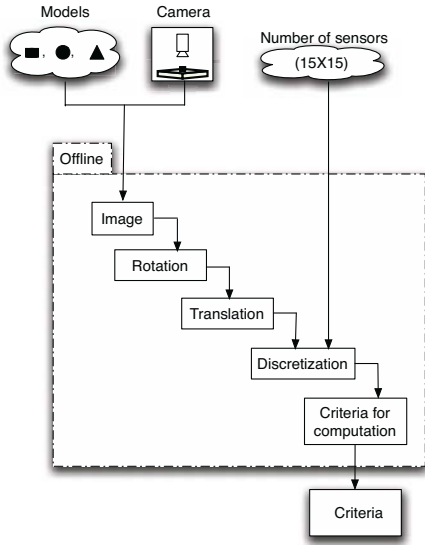 Models
Camera
Number of sensors
(15X15)
Offline
Image
Rotation
Translation
Discretization
Criteria for
computation
Criteria